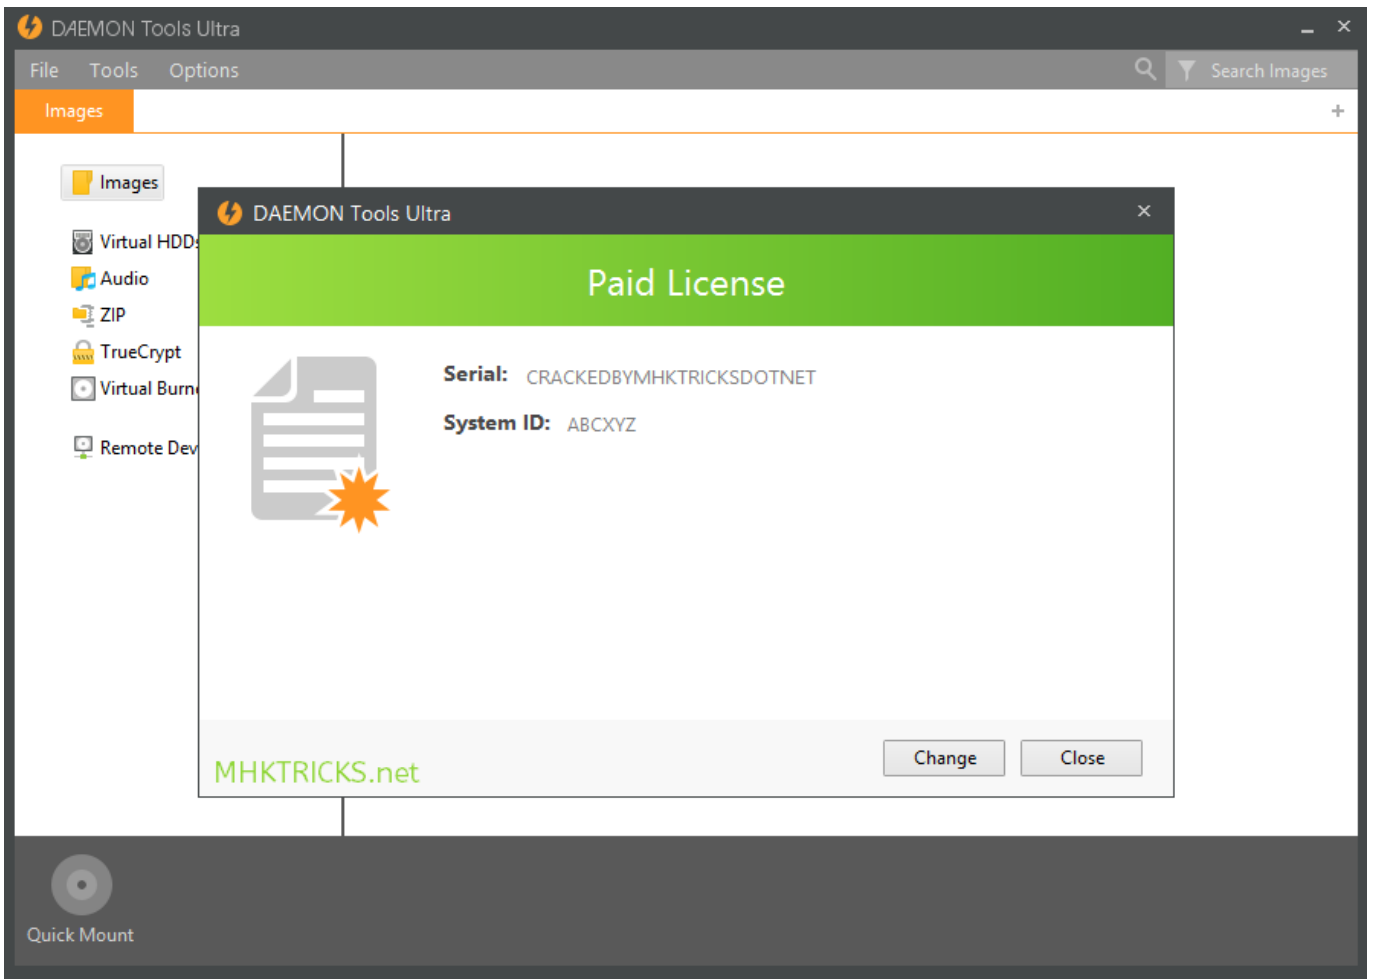 DAEMON Tools Ultra
File Tools Options Search Images
Images
Images
Virtual HDDs
Audio
ZIP
TrueCrypt
Virtual Burne
Remote Dev
DAEMON Tools Ultra
Paid License
Serial: CRACKEDBYMHKTRICKSDOTNET
System ID: ABCXYZ
MHKTRICKS.net
Change Close
Quick Mount